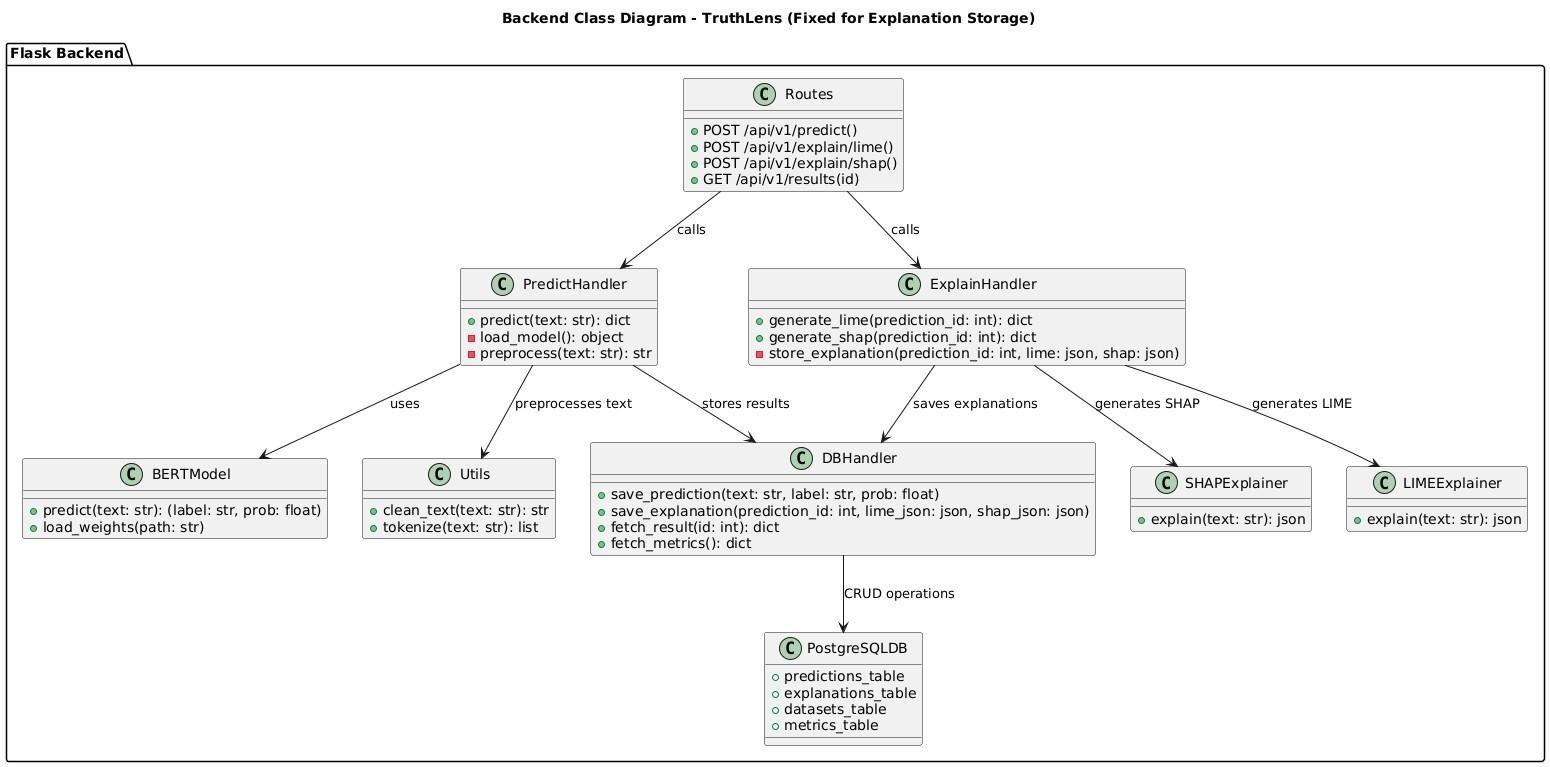 Backend Class Diagram - TruthLens (Fixed for Explanation Storage)
Flask Backend
C Routes
POST /api/v1/predict()
POST /api/v1/explain/lime()
POST /api/v1/explain/shap()
GET /api/v1/results(id)
calls
calls
C PredictHandler
predict(text: str): dict
load_model(): object
preprocess(text: str): str
C ExplainHandler
generate_lime(prediction_id: int): dict
generate_shap(prediction_id: int): dict
store_explanation(prediction_id: int, lime: json, shap: json)
uses
preprocesses text
stores results
saves explanations
generates SHAP
generates LIME
C BERTModel
predict(text: str): (label: str, prob: float)
load_weights(path: str)
C Utils
clean_text(text: str): str
tokenize(text: str): list
C DBHandler
save_prediction(text: str, label: str, prob: float)
save_explanation(prediction_id: int, lime_json: json, shap_json: json)
fetch_result(id: int): dict
fetch_metrics(): dict
C SHAPExplainer
explain(text: str): json
C LIMEExplainer
explain(text: str): json
CRUD operations
C PostgreSQLDB
predictions_table
explanations_table
datasets_table
metrics_table